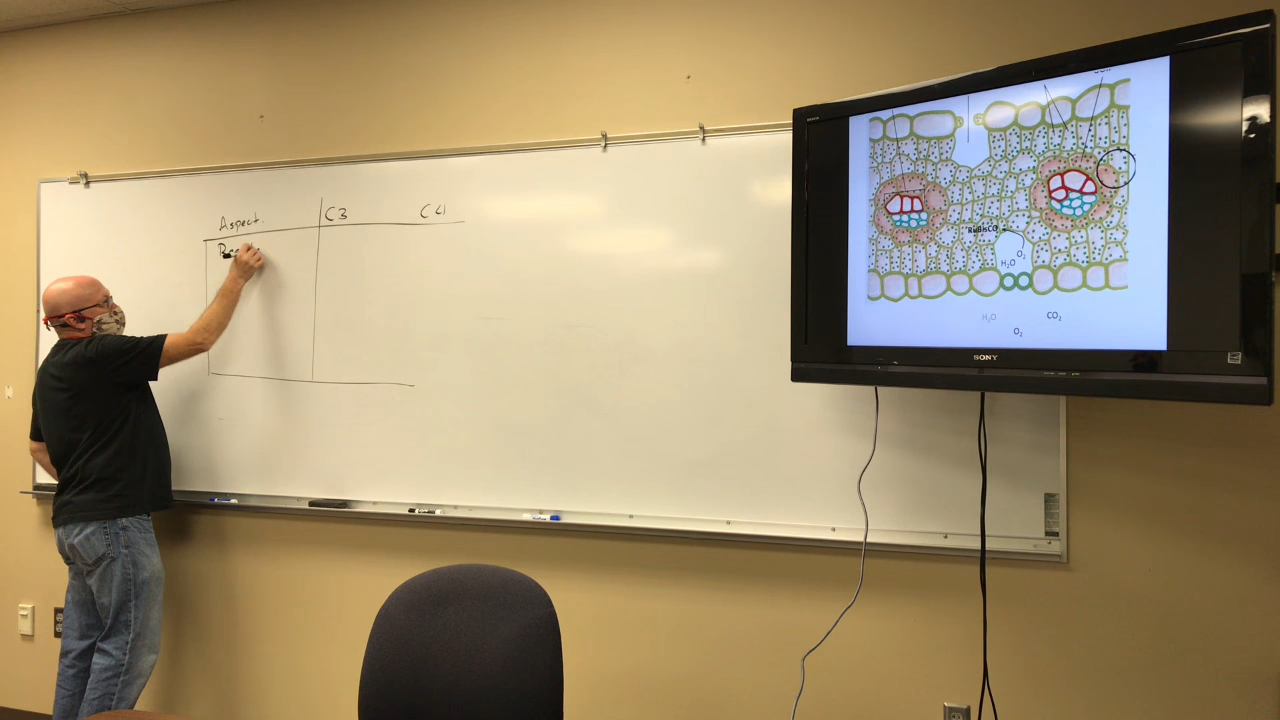 Aspect. C3 C4
RuBisCO
O₂
H₂O
H₂O CO₂
O₂
SONY